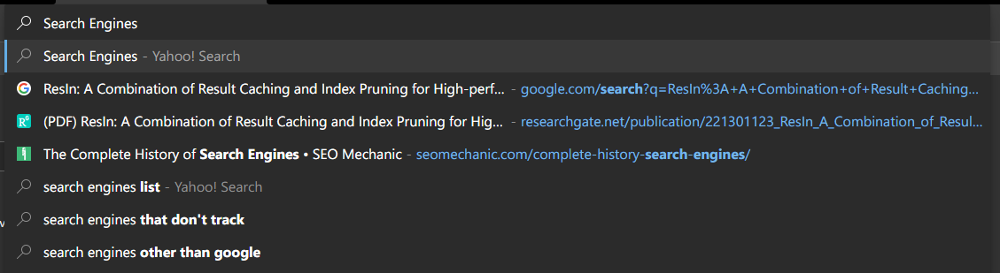 Search Engines
Search Engines - Yahoo! Search
ResIn: A Combination of Result Caching and Index Pruning for High-perf... - google.com/search?q=ResIn%3A+A+Combination+of+Result+Caching...
(PDF) ResIn: A Combination of Result Caching and Index Pruning for Hig... - researchgate.net/publication/221301123_ResIn_A_Combination_of_Resul...
The Complete History of Search Engines • SEO Mechanic - seomechanic.com/complete-history-search-engines/
search engines list - Yahoo! Search
search engines that don't track
search engines other than google